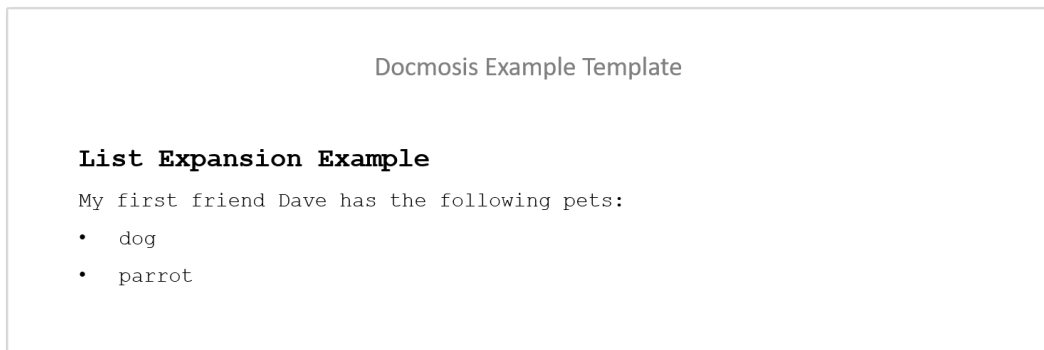 Docmosis Example Template
List Expansion Example
My first friend Dave has the following pets:
• dog
• parrot